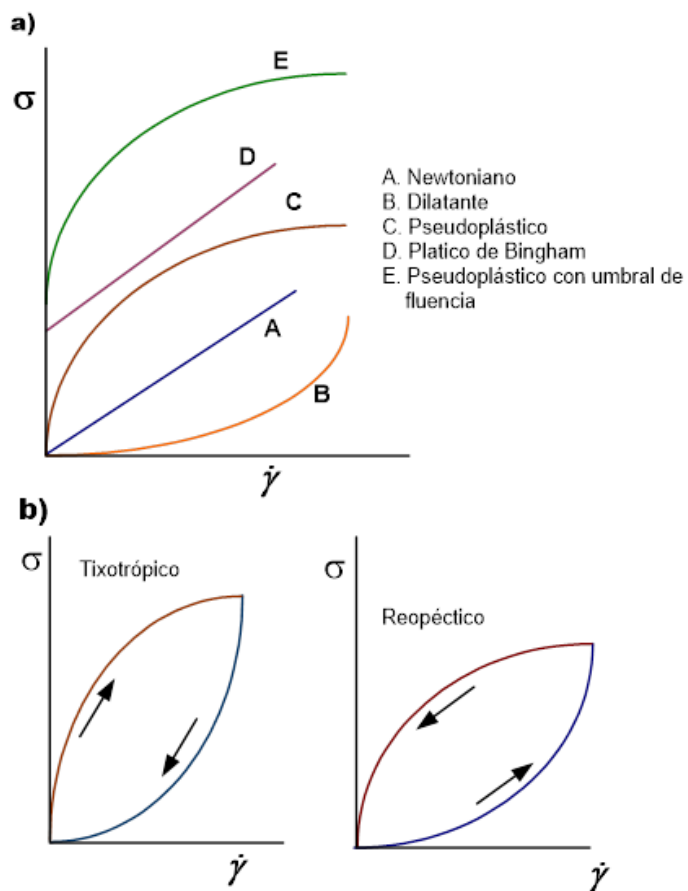 a)
σ
E
D
C
A
B
γ̇
A. Newtoniano
B. Dilatante
C. Pseudoplástico
D. Platico de Bingham
E. Pseudoplástico con umbral de
fluencia
b)
σ
Tixotrópico
γ̇
σ
Reopéctico
γ̇